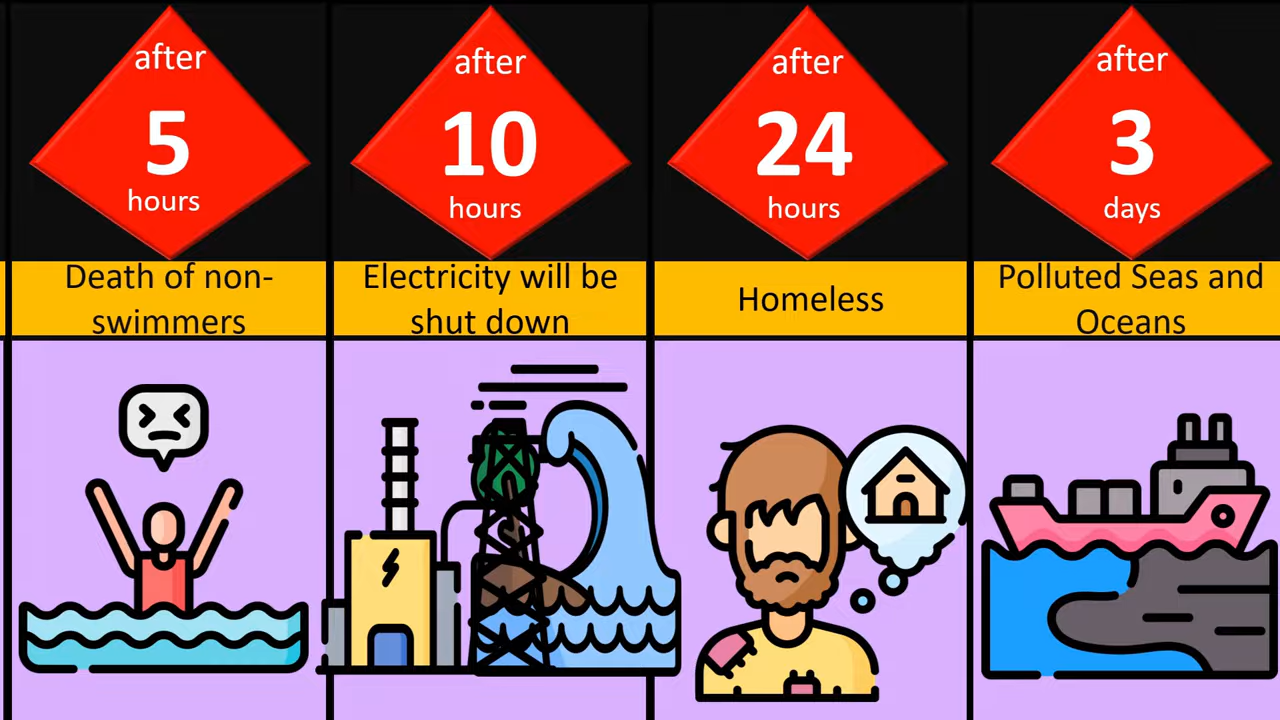 after
5
hours
Death of non-
swimmers
after
10
hours
Electricity will be
shut down
after
24
hours
Homeless
after
3
days
Polluted Seas and
Oceans